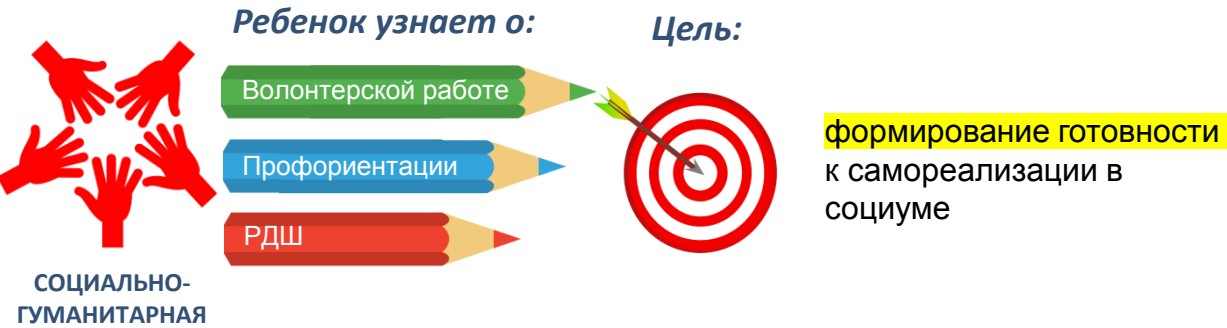 Ребенок узнает о:
Цель:
Волонтерской работе
Профориентации
РДШ
формирование готовности
к самореализации в
социуме
СОЦИАЛЬНО-
ГУМАНИТАРНАЯ